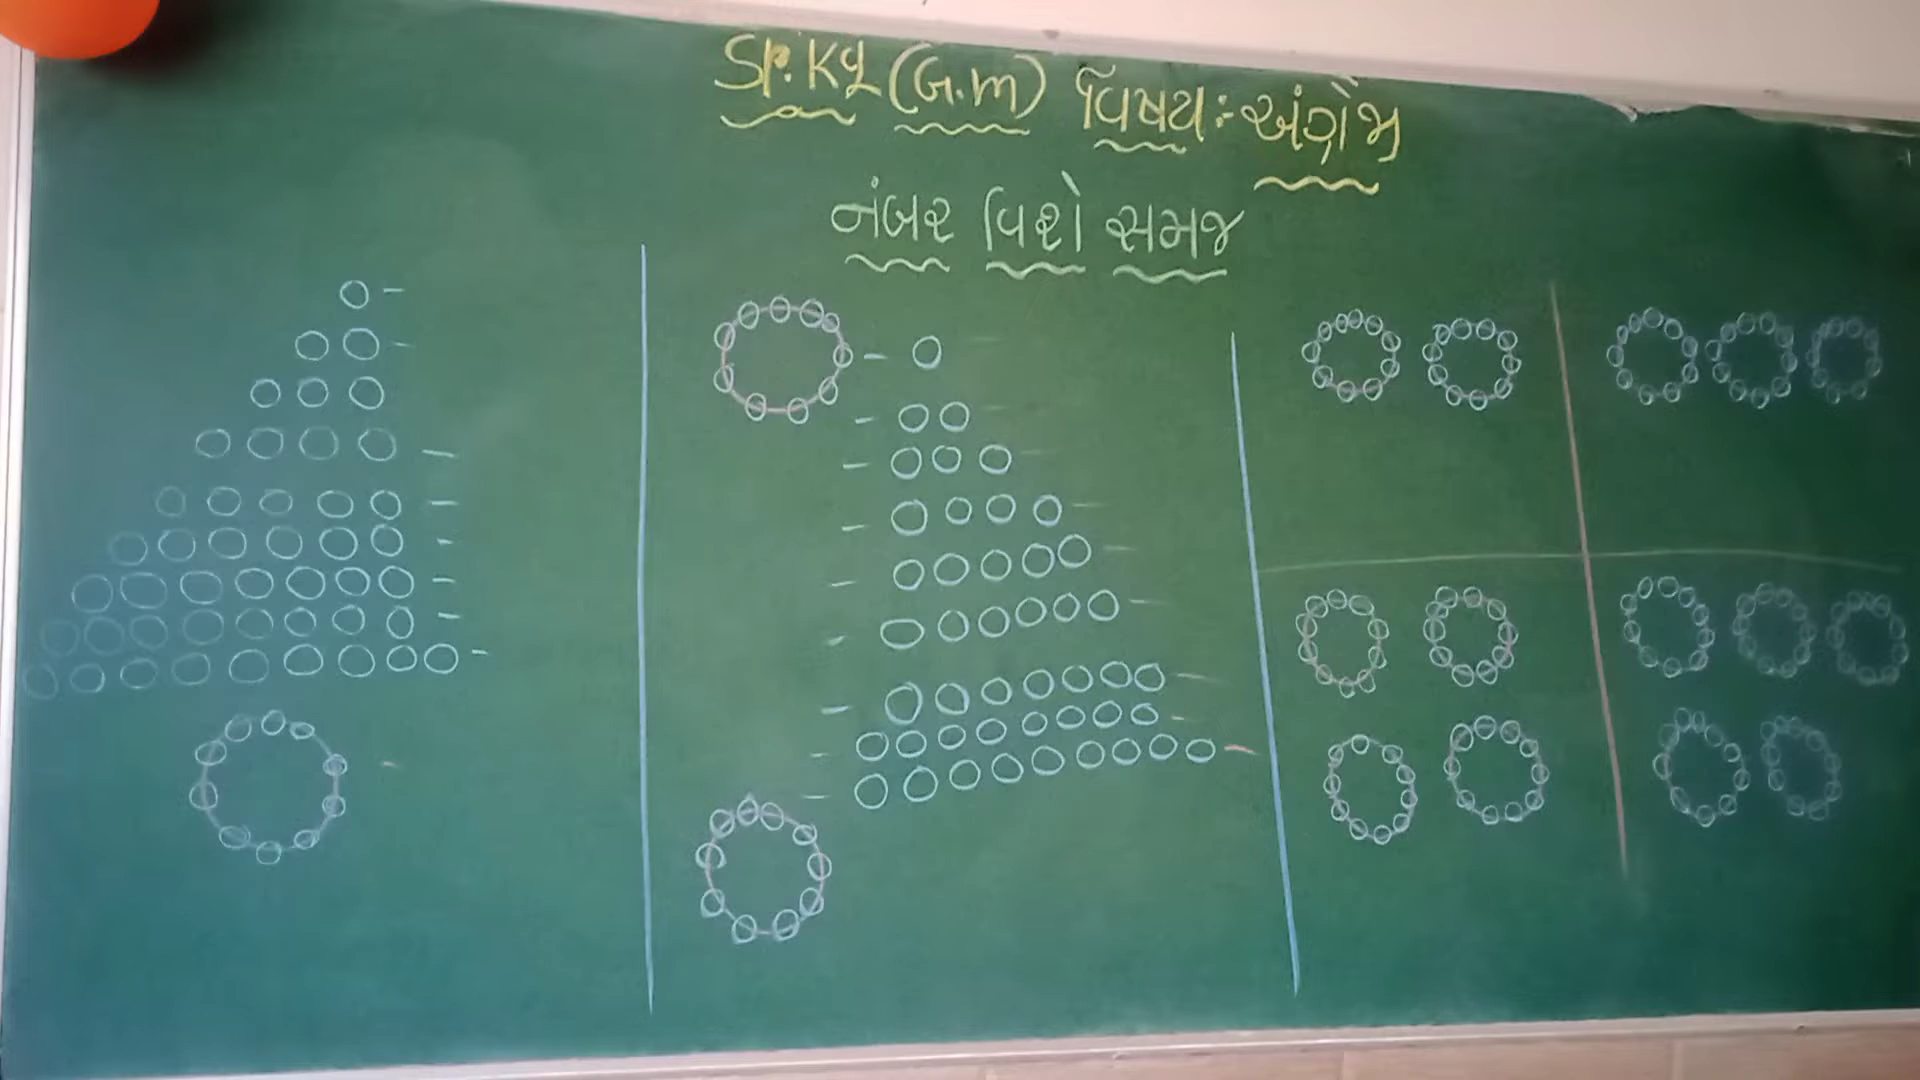 Sr. KG (G.M) વિષય :- અંગ્રેજી
નંબર વિશે સમજ